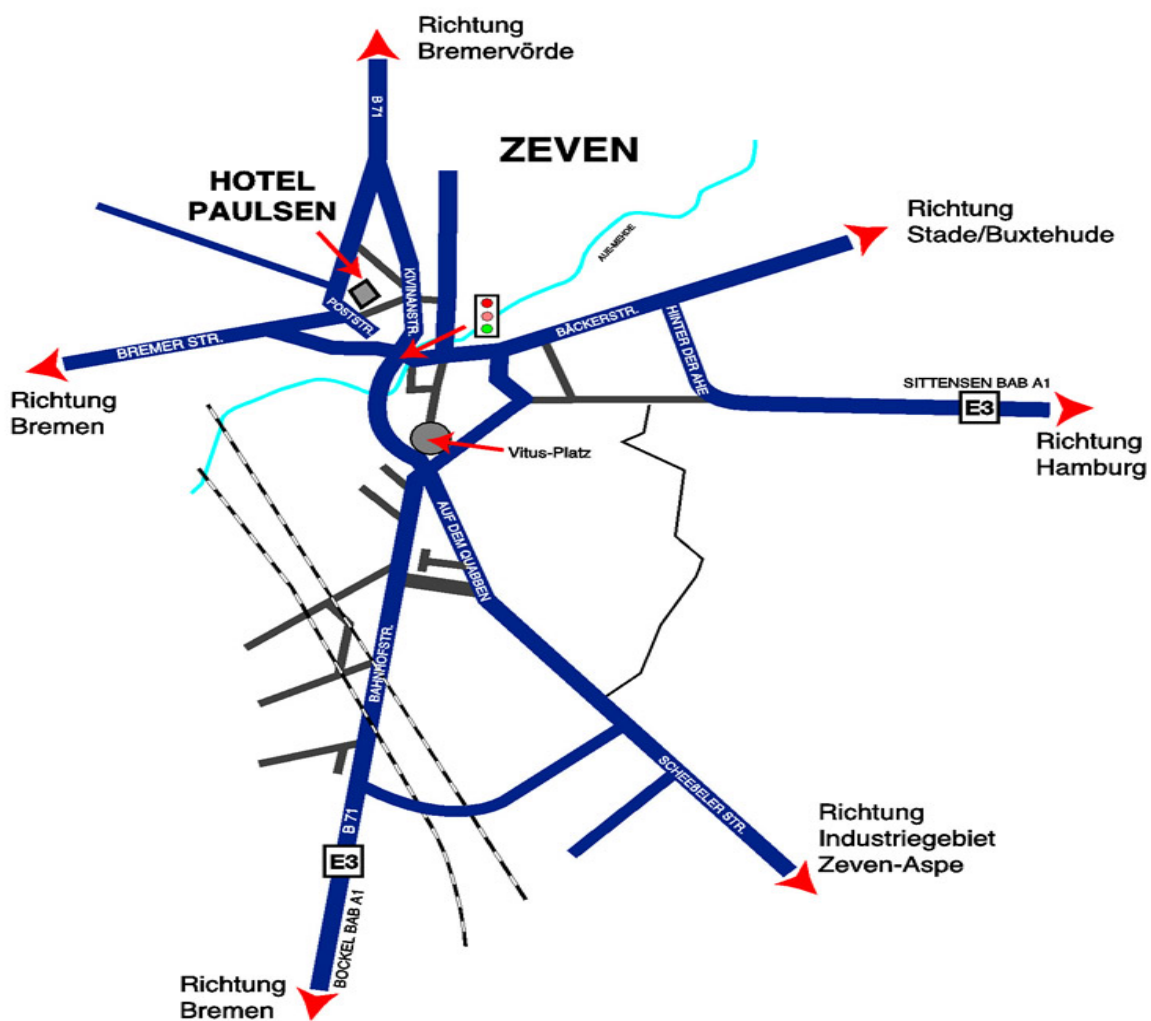 Richtung
Bremervörde
B 71
ZEVEN
HOTEL
PAULSEN
Richtung
Stade/Buxtehude
AUE-MEHDE
KIVINANSTR.
POSTSTR.
BÄCKERSTR.
BREMER STR.
HINTER DER AHE
SITTENSEN BAB A1
E3
Richtung
Bremen
Richtung
Hamburg
Vitus-Platz
AUF DEM QUABBEN
BAHNHOFSTR.
SCHEEßELER STR.
B 71
E3
BOCKEL BAB A1
Richtung
Industriegebiet
Zeven-Aspe
Richtung
Bremen